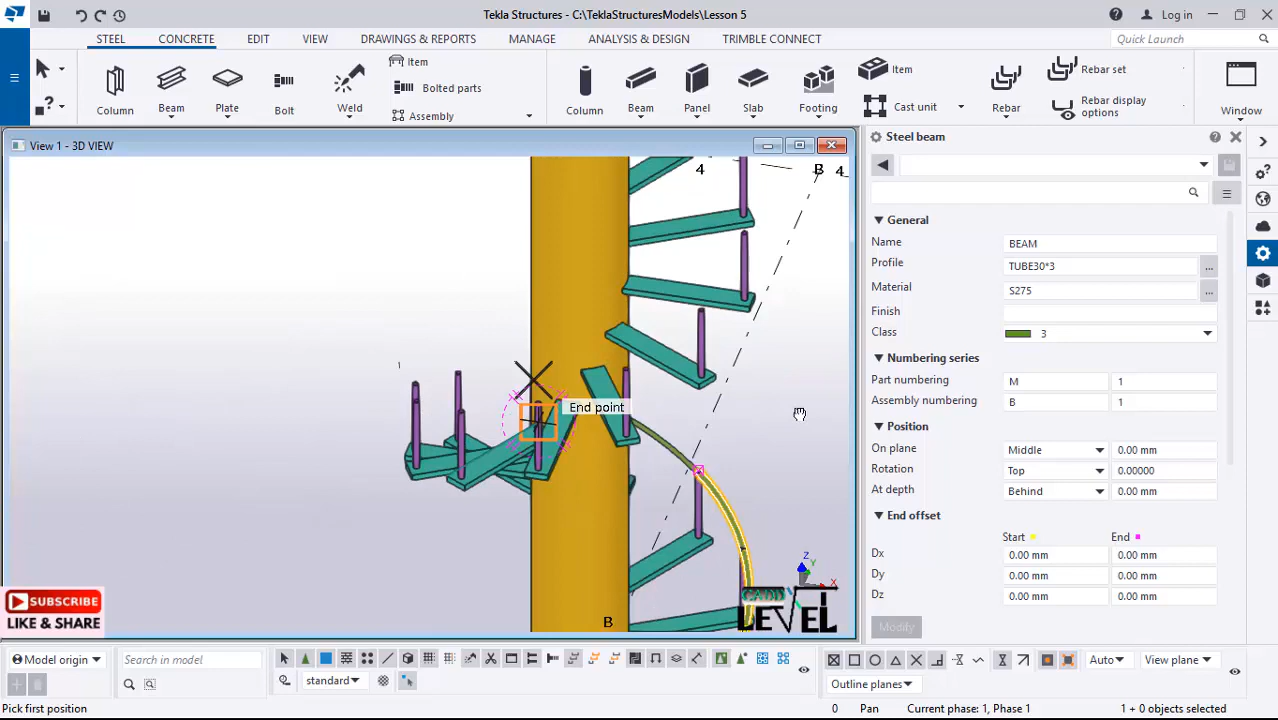 Tekla Structures - C:\TeklaStructuresModels\Lesson 5
Log in
STEEL CONCRETE EDIT VIEW DRAWINGS & REPORTS MANAGE ANALYSIS & DESIGN TRIMBLE CONNECT
Quick Launch
Column Beam Plate Bolt Weld
Item
Bolted parts
Assembly
Column Beam Panel Slab Footing
Item
Cast unit
Rebar
Rebar set
Rebar display options
Window
View 1 - 3D VIEW
4 B 4
1
End point
B
Z
Y
X
SUBSCRIBE
LIKE & SHARE
CADD
LEVEL
Steel beam
General
Name BEAM
Profile TUBE30*3 ...
Material S275 ...
Finish
Class 3
Numbering series
Part numbering M 1
Assembly numbering B 1
Position
On plane Middle 0.00 mm
Rotation Top 0.00000
At depth Behind 0.00 mm
End offset
Start End
Dx 0.00 mm 0.00 mm
Dy 0.00 mm 0.00 mm
Dz 0.00 mm 0.00 mm
Modify
Model origin
Search in model
standard
Auto
View plane
Outline planes
Pick first position
0 Pan Current phase: 1, Phase 1 1 + 0 objects selected